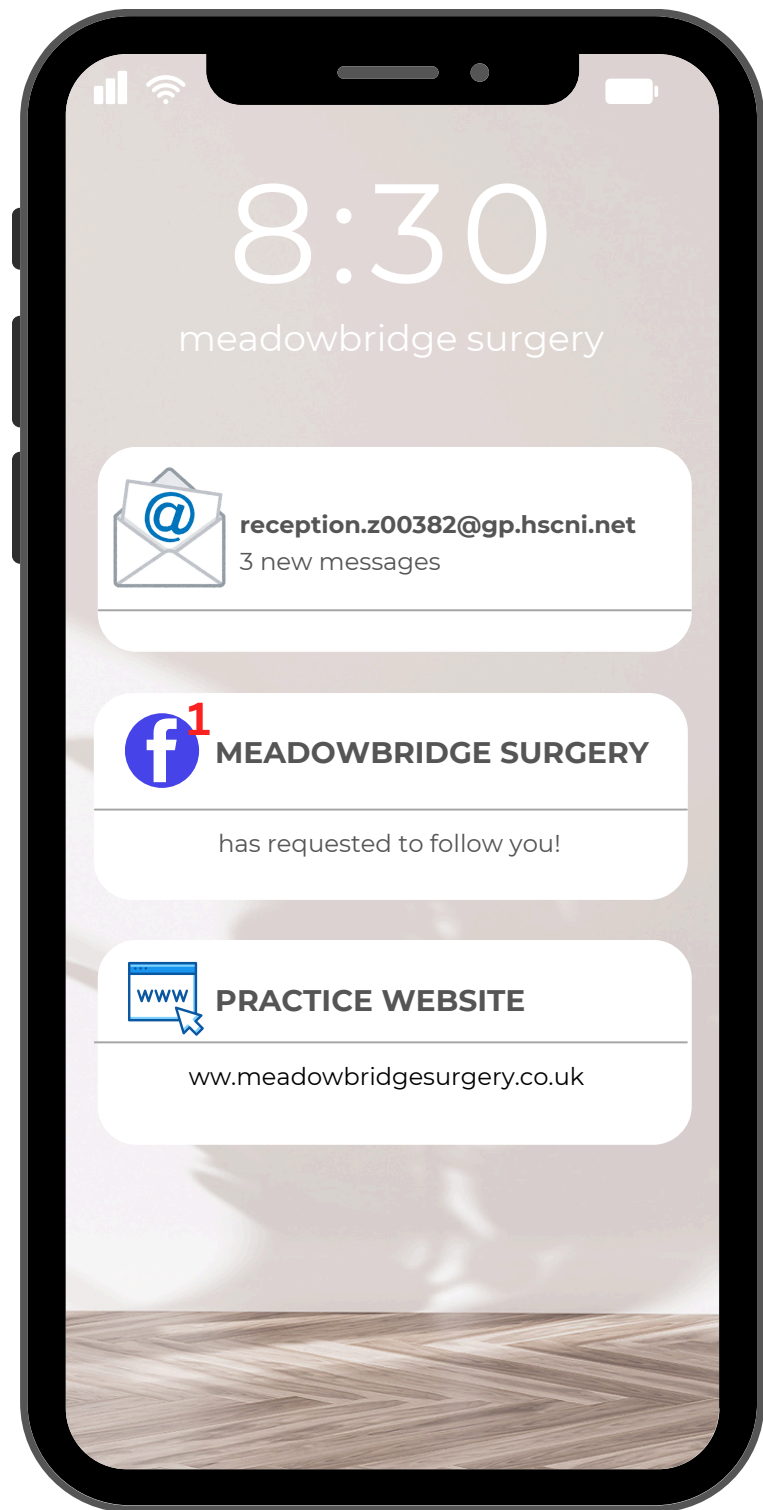 8:30
meadowbridge surgery
@
reception.z00382@gp.hscni.net
3 new messages
f 1
MEADOWBRIDGE SURGERY
has requested to follow you!
www
PRACTICE WEBSITE
ww.meadowbridgesurgery.co.uk